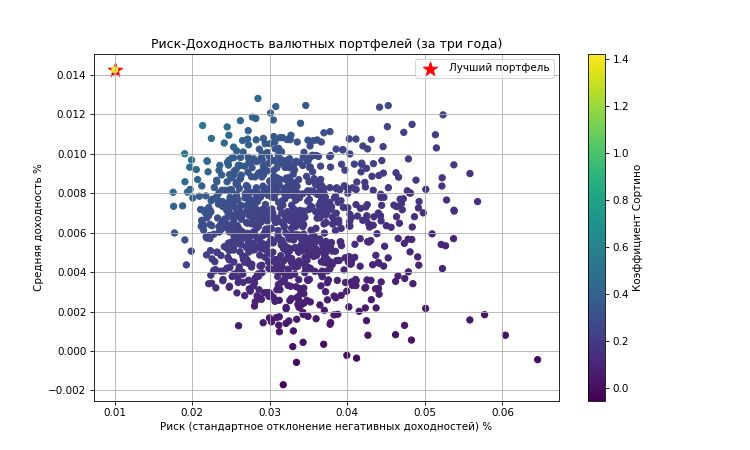 Риск-Доходность валютных портфелей (за три года)
Лучший портфель
Средняя доходность %
0.014
0.012
0.010
0.008
0.006
0.004
0.002
0.000
−0.002
0.01 0.02 0.03 0.04 0.05 0.06
Риск (стандартное отклонение негативных доходностей) %
1.4
1.2
1.0
0.8
0.6
0.4
0.2
0.0
Коэффициент Сортино